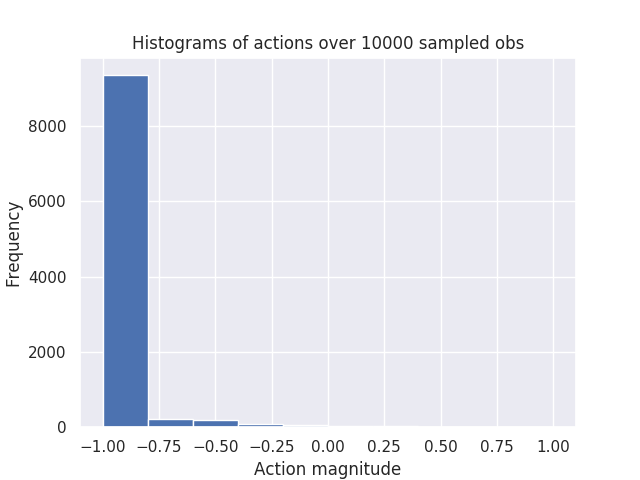 Histograms of actions over 10000 sampled obs
8000
6000
4000
2000
0
Frequency
−1.00 −0.75 −0.50 −0.25 0.00 0.25 0.50 0.75 1.00
Action magnitude